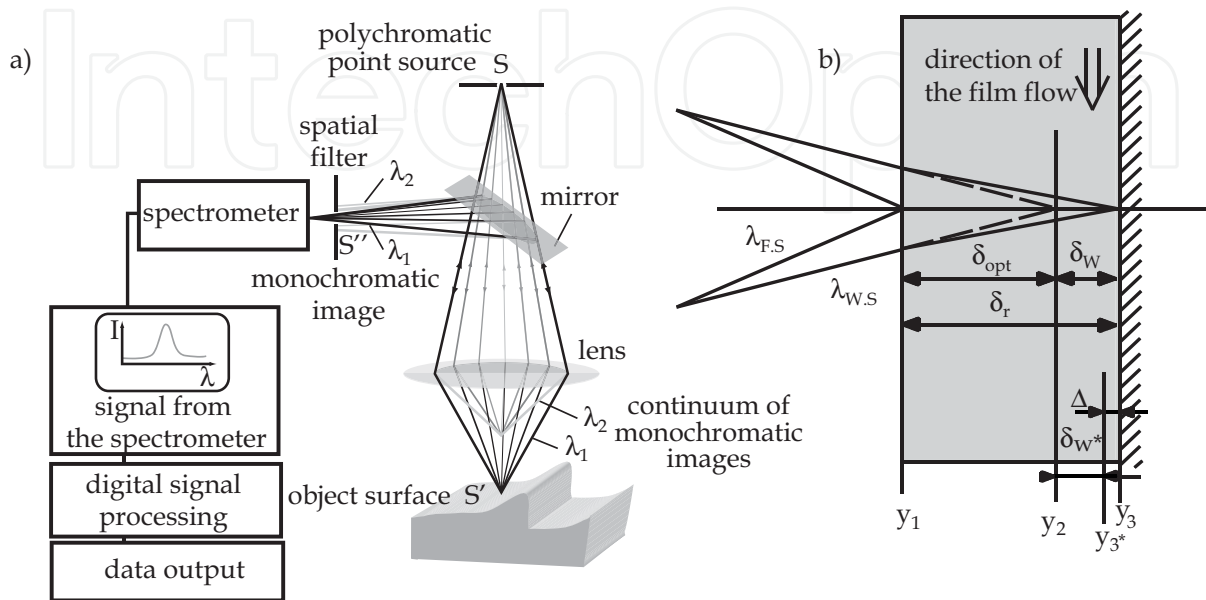 IntechOpen
a)
polychromatic
point source S
spatial
filter
λ2
mirror
spectrometer
S''
λ1
monochromatic
image
lens
I
λ
signal from
the spectrometer
λ2
λ1
continuum of
monochromatic
images
digital signal
processing
object surface S'
data output
b)
direction of
the film flow
λF.S
λW.S
δopt
δW
δr
Δ
δW*
y1
y2
y3
y3*